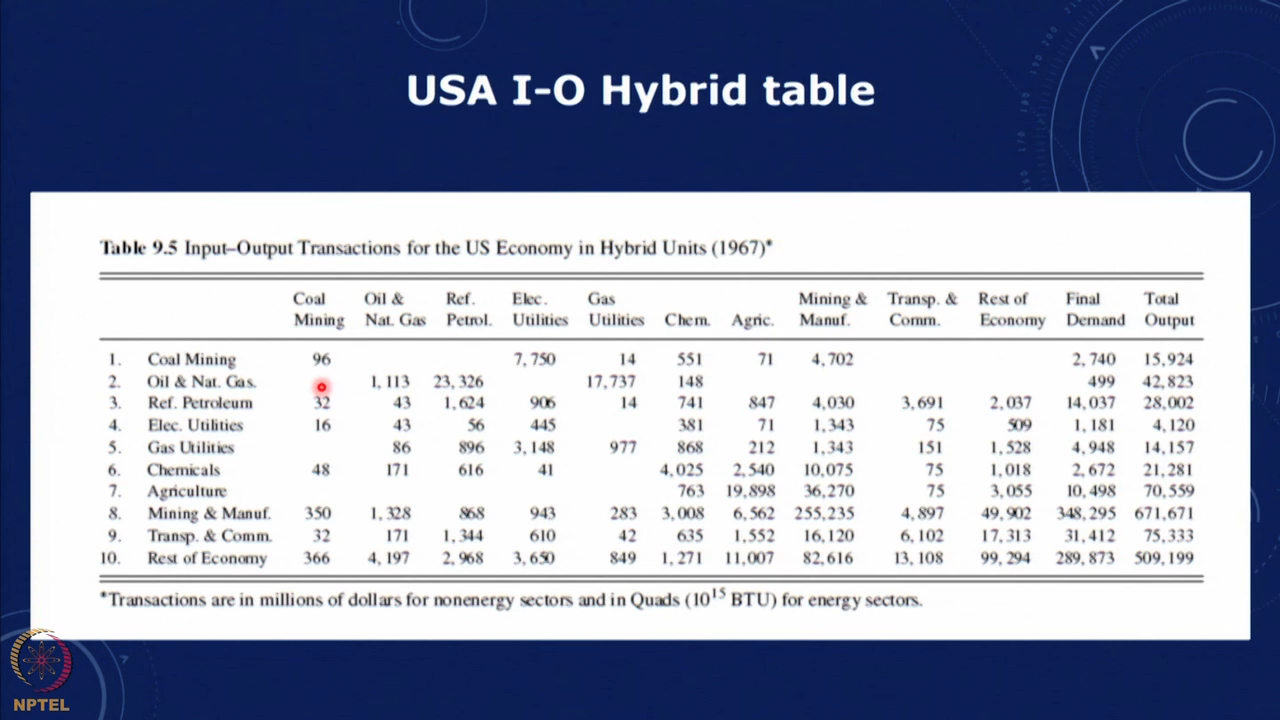 USA I-O Hybrid table
Table 9.5 Input–Output Transactions for the US Economy in Hybrid Units (1967)*
Coal Mining Oil & Nat. Gas Ref. Petrol. Elec. Utilities Gas Utilities Chem. Agric. Mining & Manuf. Transp. & Comm. Rest of Economy Final Demand Total Output
1. Coal Mining 96 7,750 14 551 71 4,702 2,740 15,924
2. Oil & Nat. Gas. 1,113 23,326 17,737 148 499 42,823
3. Ref. Petroleum 32 43 1,624 906 14 741 847 4,030 3,691 2,037 14,037 28,002
4. Elec. Utilities 16 43 56 445 381 71 1,343 75 509 1,181 4,120
5. Gas Utilities 86 896 3,148 977 868 212 1,343 151 1,528 4,948 14,157
6. Chemicals 48 171 616 41 4,025 2,540 10,075 75 1,018 2,672 21,281
7. Agriculture 763 19,898 36,270 75 3,055 10,498 70,559
8. Mining & Manuf. 350 1,328 868 943 283 3,008 6,562 255,235 4,897 49,902 348,295 671,671
9. Transp. & Comm. 32 171 1,344 610 42 635 1,552 16,120 6,102 17,313 31,412 75,333
10. Rest of Economy 366 4,197 2,968 3,650 849 1,271 11,007 82,616 13,108 99,294 289,873 509,199
*Transactions are in millions of dollars for nonenergy sectors and in Quads (10¹⁵ BTU) for energy sectors.
NPTEL